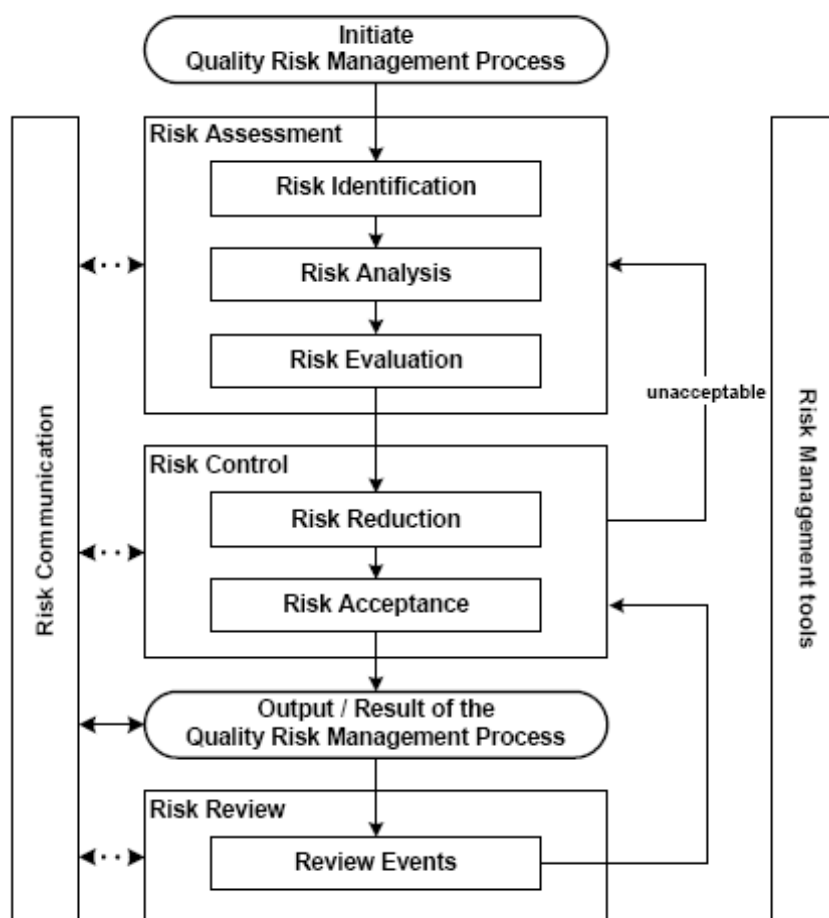 Initiate
Quality Risk Management Process
Risk Assessment
Risk Identification
Risk Analysis
Risk Evaluation
unacceptable
Risk Control
Risk Reduction
Risk Acceptance
Output / Result of the
Quality Risk Management Process
Risk Review
Review Events
Risk Communication
Risk Management tools